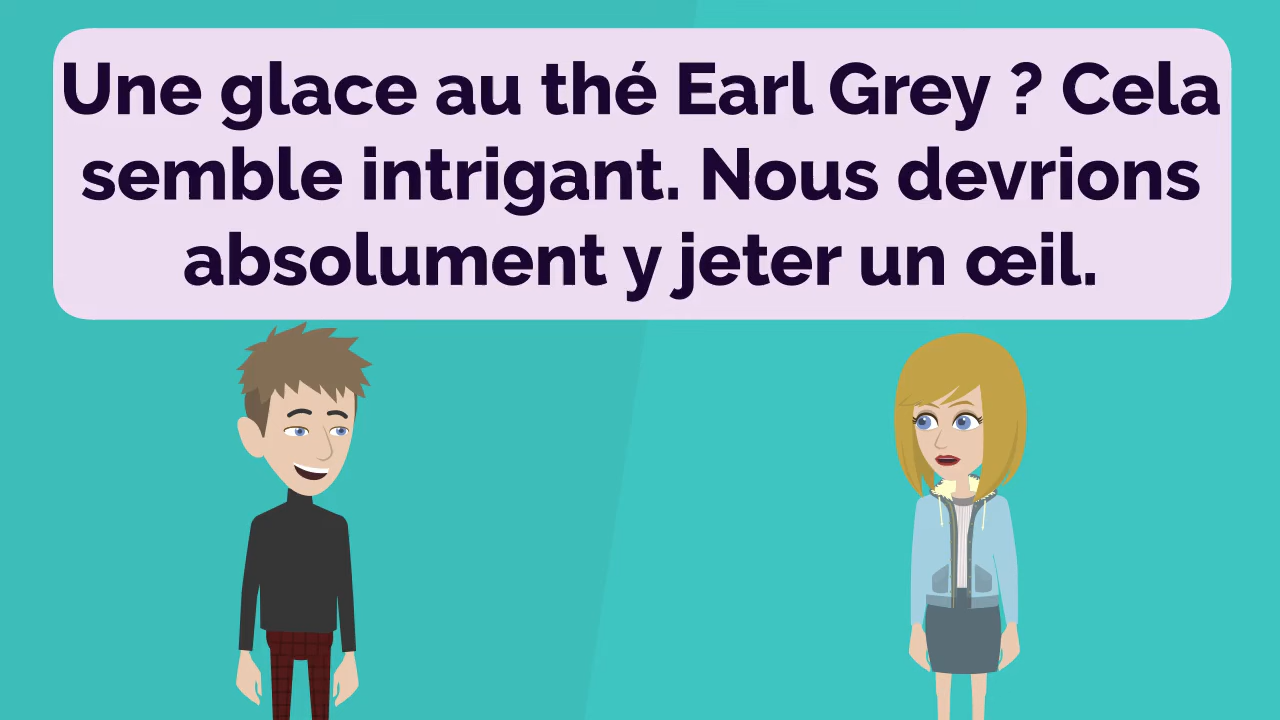 Une glace au thé Earl Grey ? Cela
semble intrigant. Nous devrions
absolument y jeter un œil.